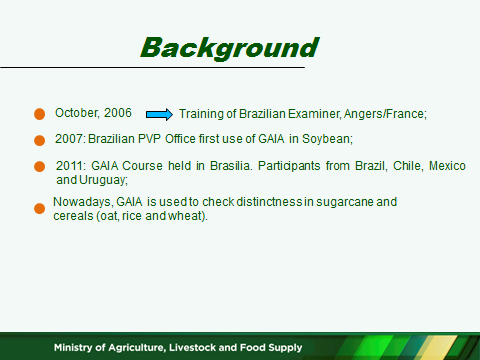 Background
October, 2006 Training of Brazilian Examiner, Angers/France;
2007: Brazilian PVP Office first use of GAIA in Soybean;
2011: GAIA Course held in Brasilia. Participants from Brazil, Chile, Mexico
and Uruguay;
Nowadays, GAIA is used to check distinctness in sugarcane and
cereals (oat, rice and wheat).
Ministry of Agriculture, Livestock and Food Supply